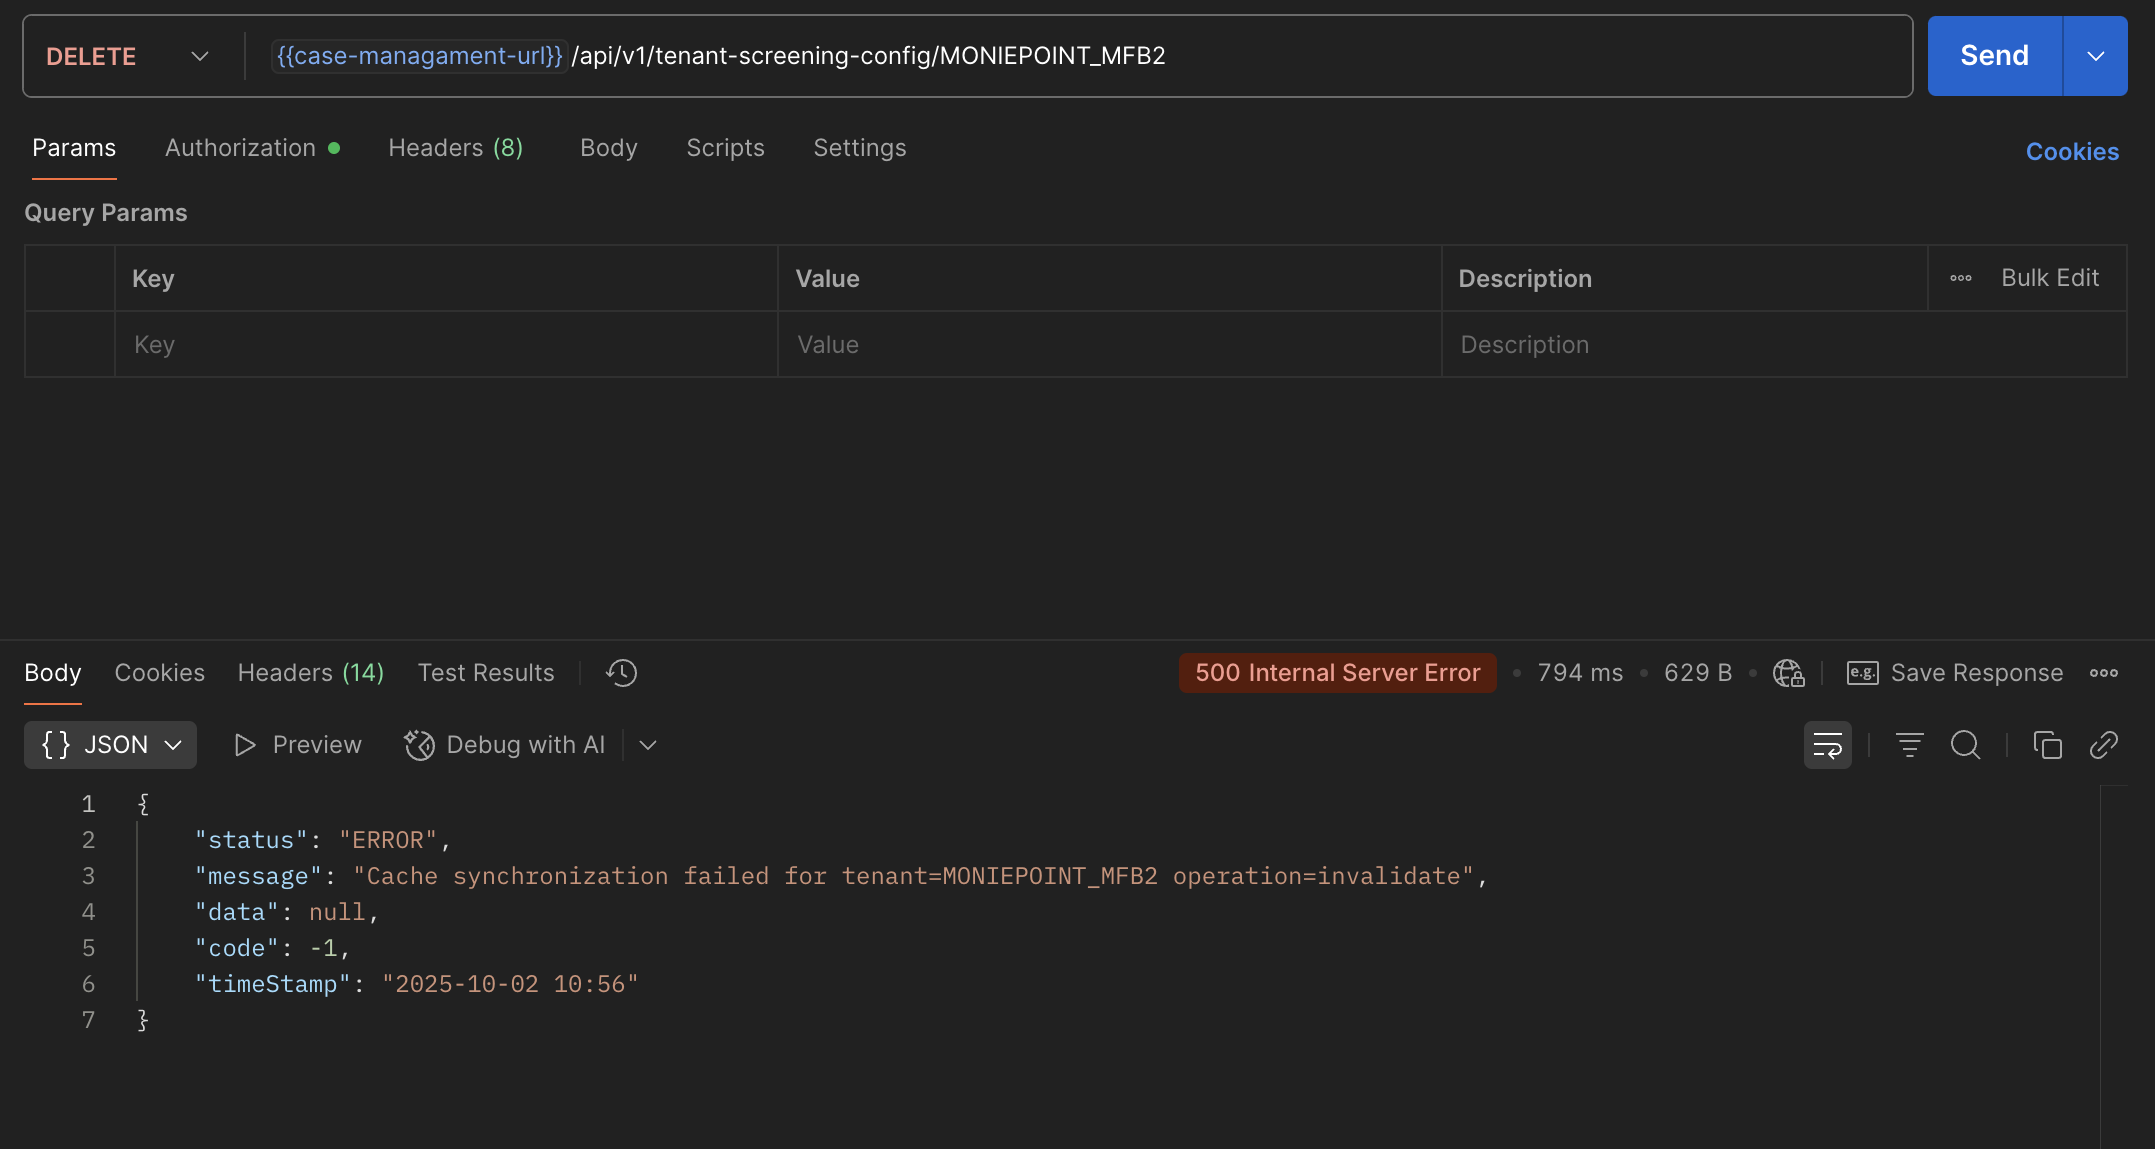 DELETE {{case-managament-url}}/api/v1/tenant-screening-config/MONIEPOINT_MFB2 Send
Params Authorization Headers (8) Body Scripts Settings Cookies
Query Params
Key Value Description Bulk Edit
Key Value Description
Body Cookies Headers (14) Test Results 500 Internal Server Error • 794 ms • 629 B • e.g. Save Response
{} JSON Preview Debug with AI
1 {
2 "status": "ERROR",
3 "message": "Cache synchronization failed for tenant=MONIEPOINT_MFB2 operation=invalidate",
4 "data": null,
5 "code": -1,
6 "timeStamp": "2025-10-02 10:56"
7 }